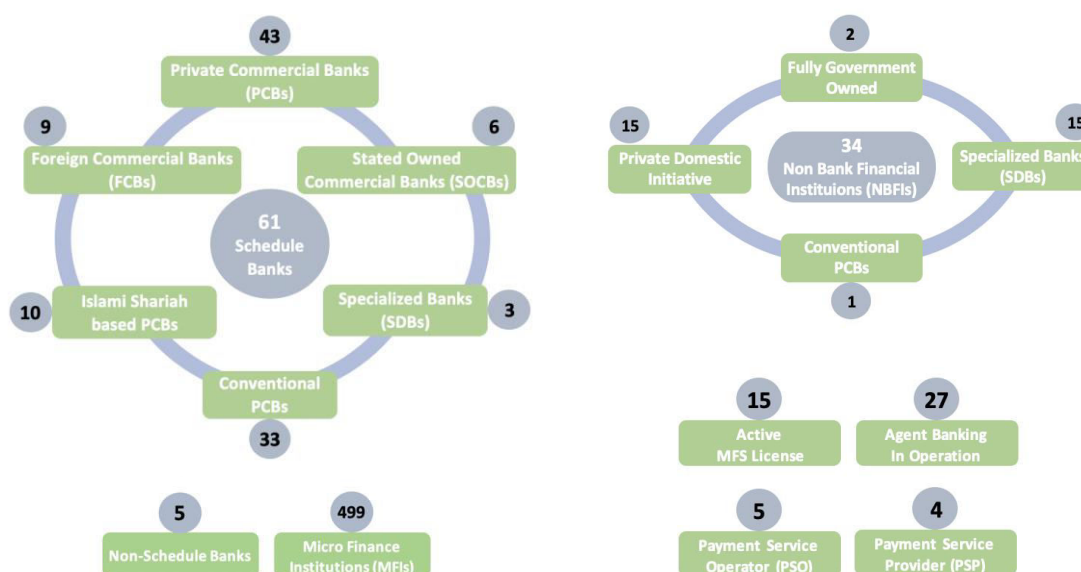 43
Private Commercial Banks
(PCBs)
9
Foreign Commercial Banks
(FCBs)
6
Stated Owned
Commercial Banks (SOCBs)
61
Schedule
Banks
10
Islami Shariah
based PCBs
Specialized Banks
(SDBs)
3
Conventional
PCBs
33
5
Non-Schedule Banks
499
Micro Finance
Institutions (MFIs)
2
Fully Government
Owned
15
Private Domestic
Initiative
34
Non Bank Financial
Instituions (NBFIs)
15
Specialized Banks
(SDBs)
Conventional
PCBs
1
15
Active
MFS License
27
Agent Banking
In Operation
5
Payment Service
Operator (PSO)
4
Payment Service
Provider (PSP)